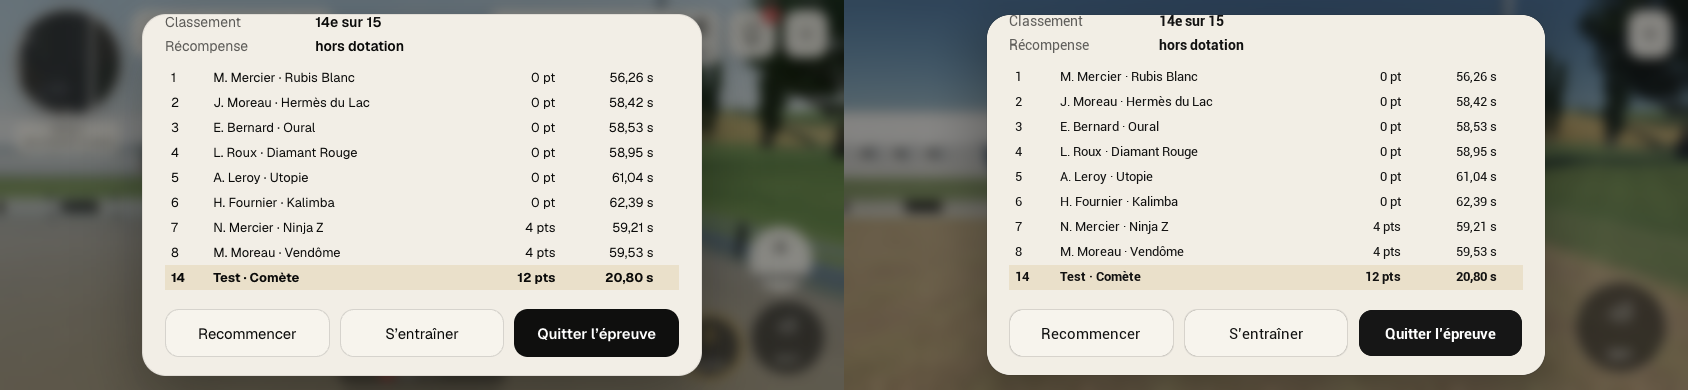 Classement 14e sur 15
Récompense hors dotation
1 M. Mercier · Rubis Blanc 0 pt 56,26 s
2 J. Moreau · Hermès du Lac 0 pt 58,42 s
3 E. Bernard · Oural 0 pt 58,53 s
4 L. Roux · Diamant Rouge 0 pt 58,95 s
5 A. Leroy · Utopie 0 pt 61,04 s
6 H. Fournier · Kalimba 0 pt 62,39 s
7 N. Mercier · Ninja Z 4 pts 59,21 s
8 M. Moreau · Vendôme 4 pts 59,53 s
14 Test · Comète 12 pts 20,80 s
Recommencer S'entraîner Quitter l'épreuve
Classement 14e sur 15
Récompense hors dotation
1 M. Mercier · Rubis Blanc 0 pt 56,26 s
2 J. Moreau · Hermès du Lac 0 pt 58,42 s
3 E. Bernard · Oural 0 pt 58,53 s
4 L. Roux · Diamant Rouge 0 pt 58,95 s
5 A. Leroy · Utopie 0 pt 61,04 s
6 H. Fournier · Kalimba 0 pt 62,39 s
7 N. Mercier · Ninja Z 4 pts 59,21 s
8 M. Moreau · Vendôme 4 pts 59,53 s
14 Test · Comète 12 pts 20,80 s
Recommencer S'entraîner Quitter l'épreuve